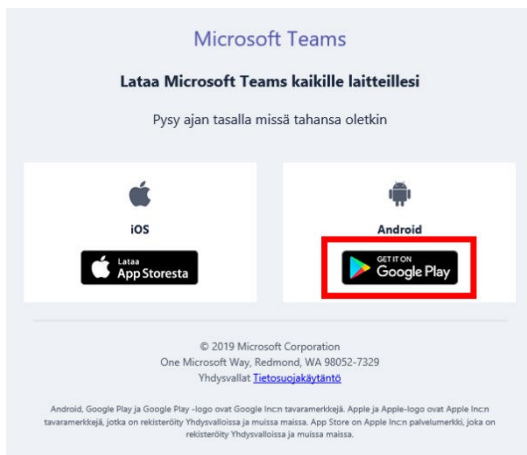 Microsoft Teams
Lataa Microsoft Teams kaikille laitteillesi
Pysy ajan tasalla missä tahansa oletkin
iOS
Lataa
App Storesta
Android
GET IT ON
Google Play
© 2019 Microsoft Corporation
One Microsoft Way, Redmond, WA 98052-7329
Yhdysvallat Tietosuojakäytäntö
Android, Google Play ja Google Play -logo ovat Google Inc:n tavaramerkkejä. Apple ja Apple-logo ovat Apple Inc:n
tavaramerkkejä, jotka on rekisteröity Yhdysvalloissa ja muissa maissa. App Store on Apple Inc:n palvelumerkki, joka on
rekisteröity Yhdysvalloissa ja muissa maissa.